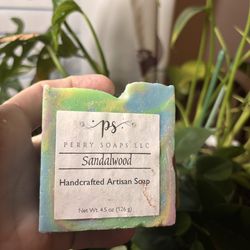 ps
PERRY SOAPS LLC
Sandalwood
Handcrafted Artisan Soap
Net Wt. 4.5 oz (126 g)